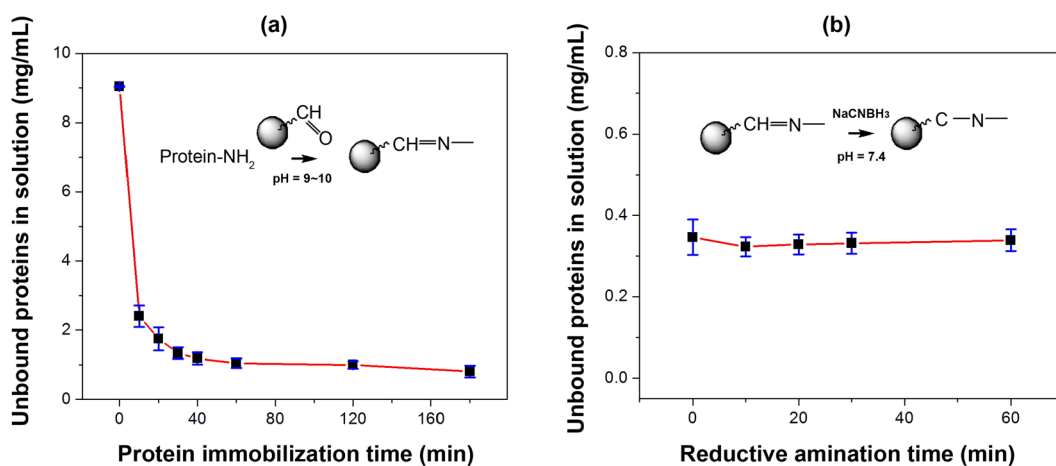 (a)
Unbound proteins in solution (mg/mL)
10
8
6
4
2
0
0
40
80
120
160
Protein immobilization time (min)
Protein-NH2
CH
O
pH = 9~10
CH=N
(b)
Unbound proteins in solution (mg/mL)
0.8
0.6
0.4
0.2
0.0
0
20
40
60
Reductive amination time (min)
CH=N
NaCNBH3
pH = 7.4
C-N